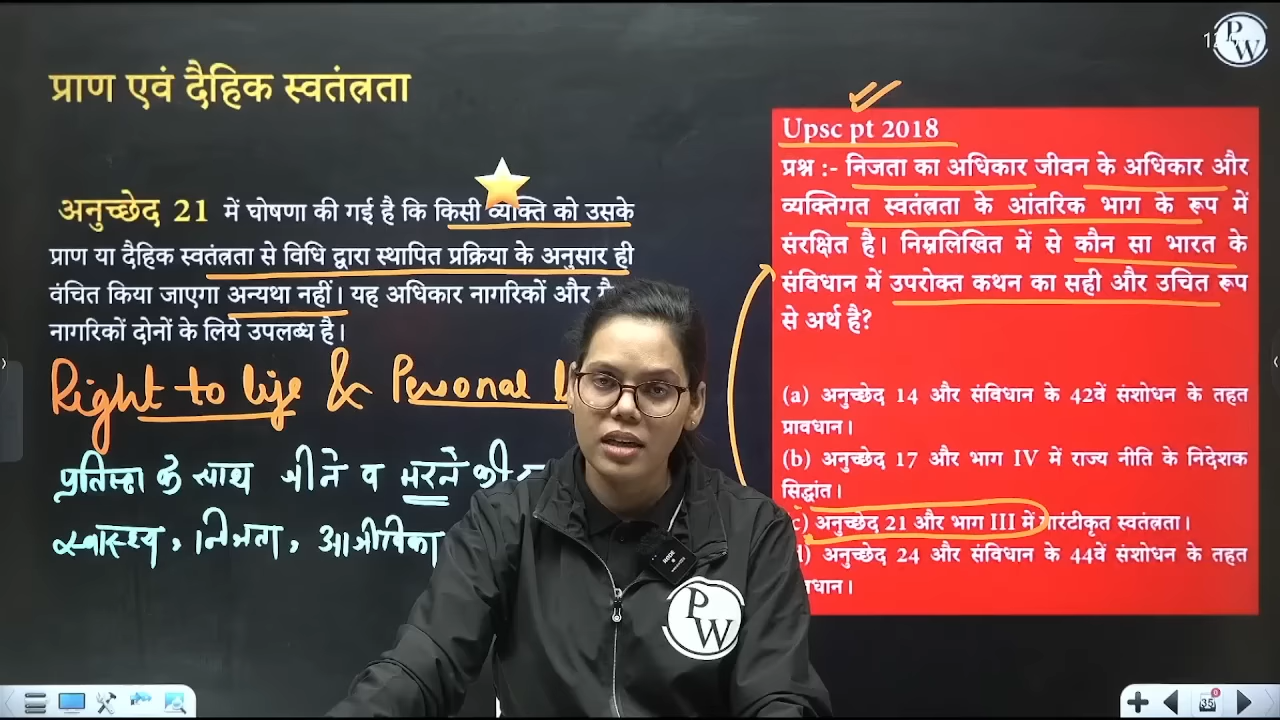 प्राण एवं दैहिक स्वतंत्रता
अनुच्छेद 21 में घोषणा की गई है कि किसी व्यक्ति को उसके
प्राण या दैहिक स्वतंत्रता से विधि द्वारा स्थापित प्रक्रिया के अनुसार ही
वंचित किया जाएगा अन्यथा नहीं। यह अधिकार नागरिकों और
नागरिकों दोनों के लिये उपलब्ध है।
Right to life & Personal
प्रतिष्ठा के साथ जीने व मरने की
स्वास्थ्य, निजता, आजीविका
PW
Upsc pt 2018
प्रश्न :- निजता का अधिकार जीवन के अधिकार और
व्यक्तिगत स्वतंत्रता के आंतरिक भाग के रूप में
संरक्षित है। निम्नलिखित में से कौन सा भारत के
संविधान में उपरोक्त कथन का सही और उचित रूप
से अर्थ है?
(a) अनुच्छेद 14 और संविधान के 42वें संशोधन के तहत
प्रावधान।
(b) अनुच्छेद 17 और भाग IV में राज्य नीति के निदेशक
सिद्धांत।
c) अनुच्छेद 21 और भाग III में गारंटीकृत स्वतंत्रता।
) अनुच्छेद 24 और संविधान के 44वें संशोधन के तहत
वधान।
PW
35